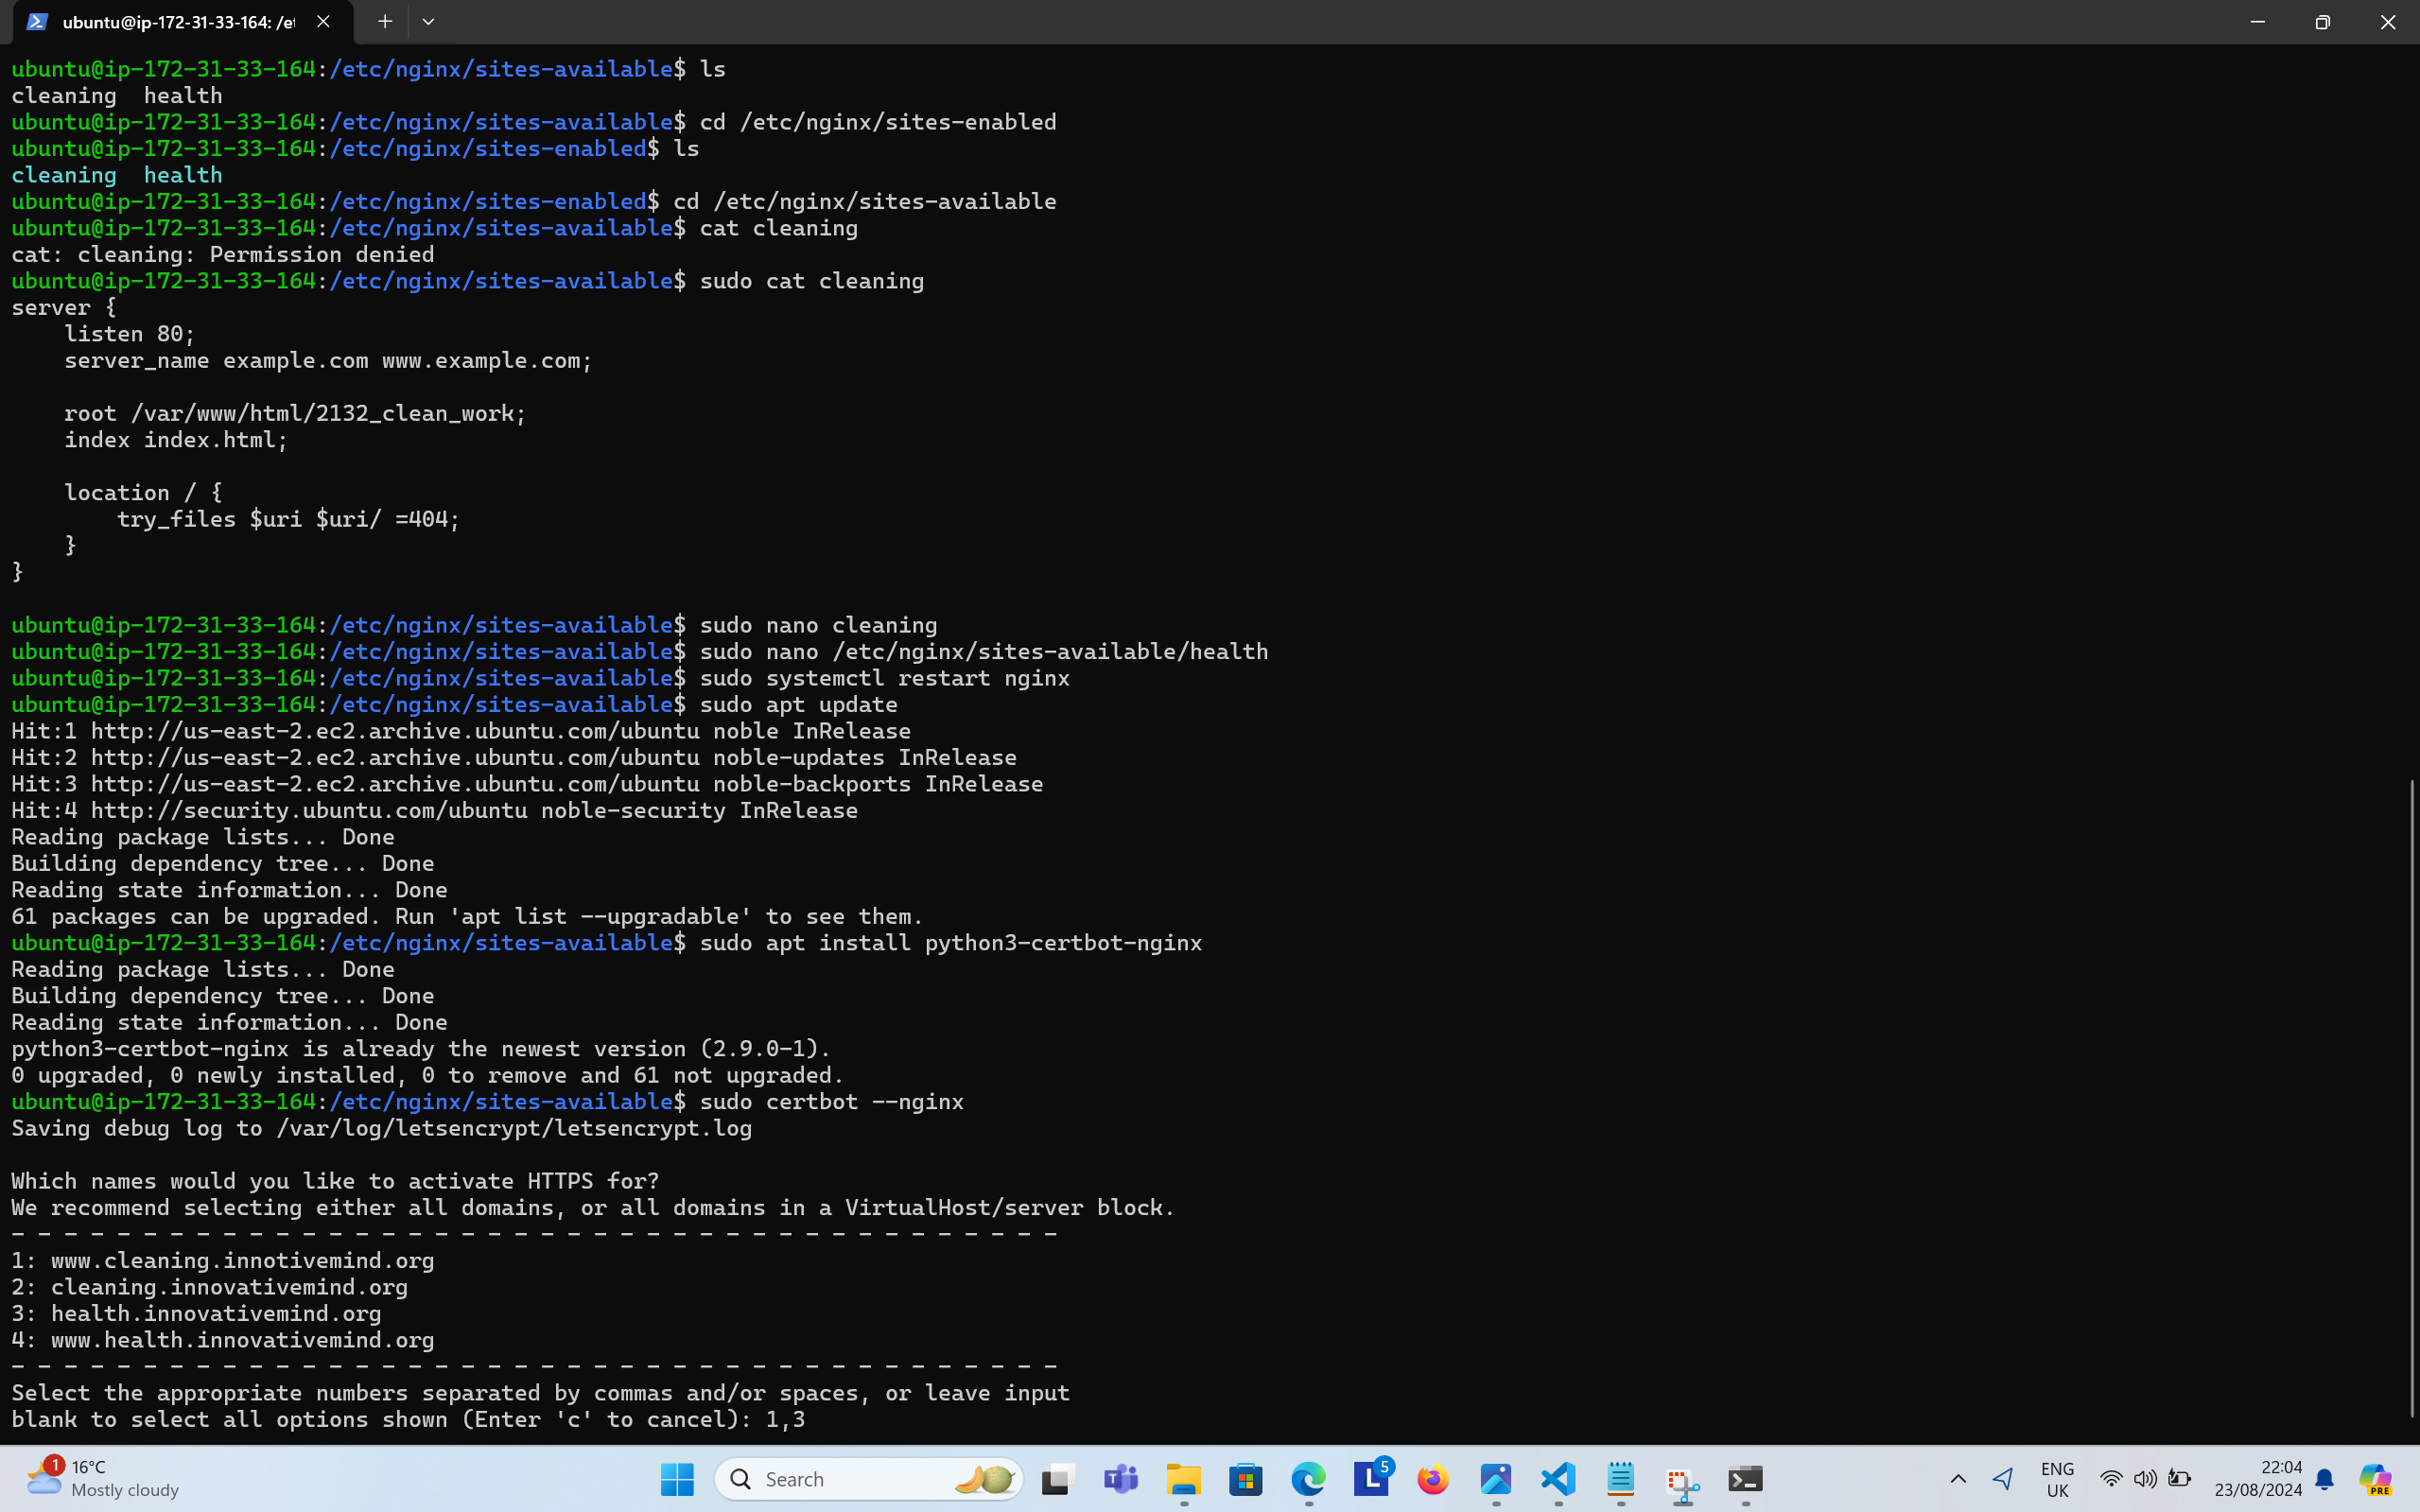 ubuntu@ip-172-31-33-164: /et
ubuntu@ip-172-31-33-164:/etc/nginx/sites-available$ ls
cleaning  health
ubuntu@ip-172-31-33-164:/etc/nginx/sites-available$ cd /etc/nginx/sites-enabled
ubuntu@ip-172-31-33-164:/etc/nginx/sites-enabled$ ls
cleaning  health
ubuntu@ip-172-31-33-164:/etc/nginx/sites-enabled$ cd /etc/nginx/sites-available
ubuntu@ip-172-31-33-164:/etc/nginx/sites-available$ cat cleaning
cat: cleaning: Permission denied
ubuntu@ip-172-31-33-164:/etc/nginx/sites-available$ sudo cat cleaning
server {
    listen 80;
    server_name example.com www.example.com;

    root /var/www/html/2132_clean_work;
    index index.html;

    location / {
        try_files $uri $uri/ =404;
    }
}

ubuntu@ip-172-31-33-164:/etc/nginx/sites-available$ sudo nano cleaning
ubuntu@ip-172-31-33-164:/etc/nginx/sites-available$ sudo nano /etc/nginx/sites-available/health
ubuntu@ip-172-31-33-164:/etc/nginx/sites-available$ sudo systemctl restart nginx
ubuntu@ip-172-31-33-164:/etc/nginx/sites-available$ sudo apt update
Hit:1 http://us-east-2.ec2.archive.ubuntu.com/ubuntu noble InRelease
Hit:2 http://us-east-2.ec2.archive.ubuntu.com/ubuntu noble-updates InRelease
Hit:3 http://us-east-2.ec2.archive.ubuntu.com/ubuntu noble-backports InRelease
Hit:4 http://security.ubuntu.com/ubuntu noble-security InRelease
Reading package lists... Done
Building dependency tree... Done
Reading state information... Done
61 packages can be upgraded. Run 'apt list --upgradable' to see them.
ubuntu@ip-172-31-33-164:/etc/nginx/sites-available$ sudo apt install python3-certbot-nginx
Reading package lists... Done
Building dependency tree... Done
Reading state information... Done
python3-certbot-nginx is already the newest version (2.9.0-1).
0 upgraded, 0 newly installed, 0 to remove and 61 not upgraded.
ubuntu@ip-172-31-33-164:/etc/nginx/sites-available$ sudo certbot --nginx
Saving debug log to /var/log/letsencrypt/letsencrypt.log

Which names would you like to activate HTTPS for?
We recommend selecting either all domains, or all domains in a VirtualHost/server block.
- - - - - - - - - - - - - - - - - - - - - - - - - - - - - - - - - - - - - - - -
1: www.cleaning.innotivemind.org
2: cleaning.innovativemind.org
3: health.innovativemind.org
4: www.health.innovativemind.org
- - - - - - - - - - - - - - - - - - - - - - - - - - - - - - - - - - - - - - - -
Select the appropriate numbers separated by commas and/or spaces, or leave input
blank to select all options shown (Enter 'c' to cancel): 1,3
1
16°C
Mostly cloudy
Search
T
L
5
ENG
UK
22:04
23/08/2024
PRE